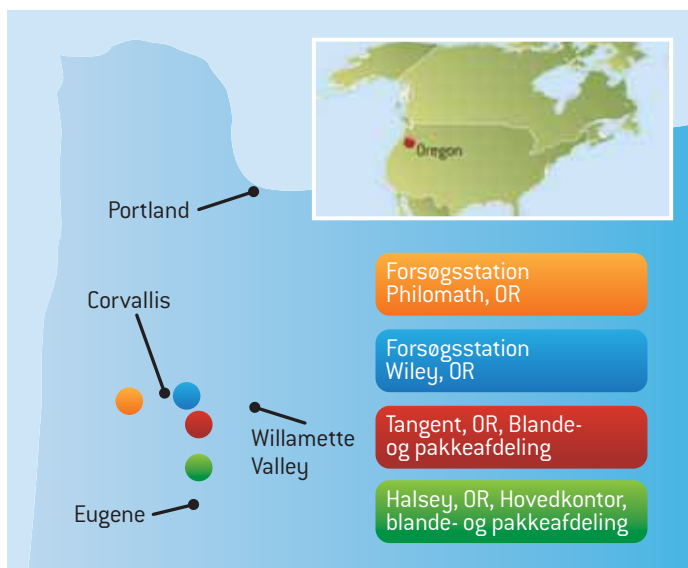 Oregon
Portland
Corvallis
Willamette
Valley
Eugene
Forsøgsstation
Philomath, OR
Forsøgsstation
Wiley, OR
Tangent, OR, Blande-
og pakkeafdeling
Halsey, OR, Hovedkontor,
blande- og pakkeafdeling